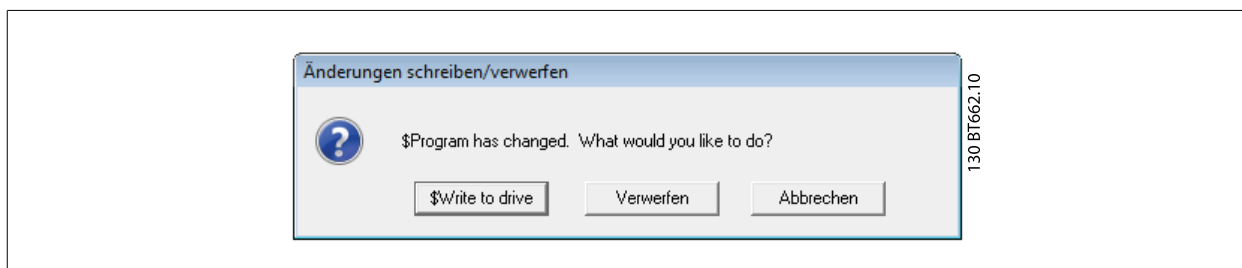 Änderungen schreiben/verwerfen
$Program has changed. What would you like to do?
$Write to drive Verwerfen Abbrechen
130 BT662.10